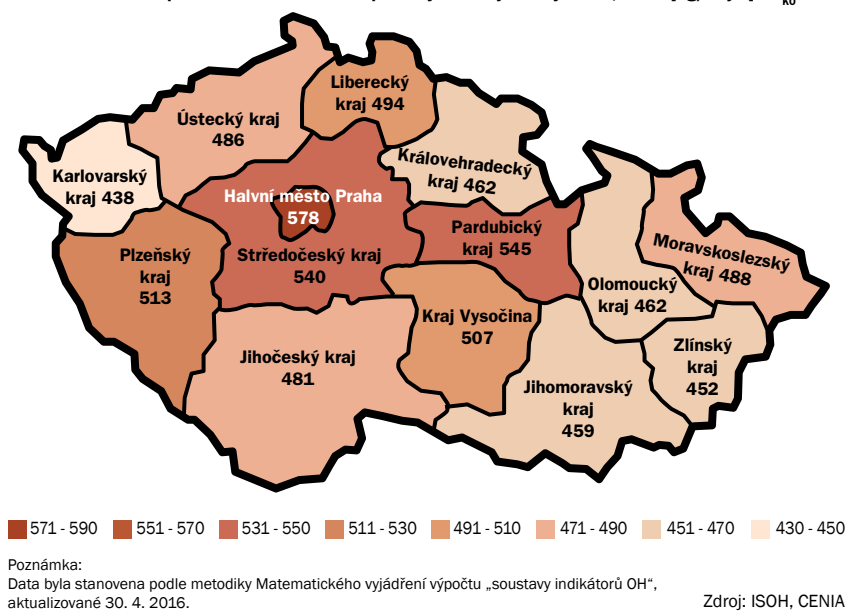 Liberecký
kraj 494
Ústecký kraj
486
Královehradecký
kraj 462
Karlovarský
kraj 438
Halvní město Praha
578
Pardubický
kraj 545
Moravskoslezský
kraj 488
Plzeňský
kraj
513
Střředočeský kraj
540
Olomoucký
kraj 462
Kraj Vysočina
507
Zlínský
kraj
452
Jihočeský kraj
481
Jihomoravský
kraj
459
571 - 590 551 - 570 531 - 550 511 - 530 491 - 510 471 - 490 451 - 470 430 - 450
Poznámka:
Data byla stanovena podle metodiky Matematického vyjádření výpočtu „soustavy indikátorů OH“,
aktualizované 30. 4. 2016.
Zdroj: ISOH, CENIA